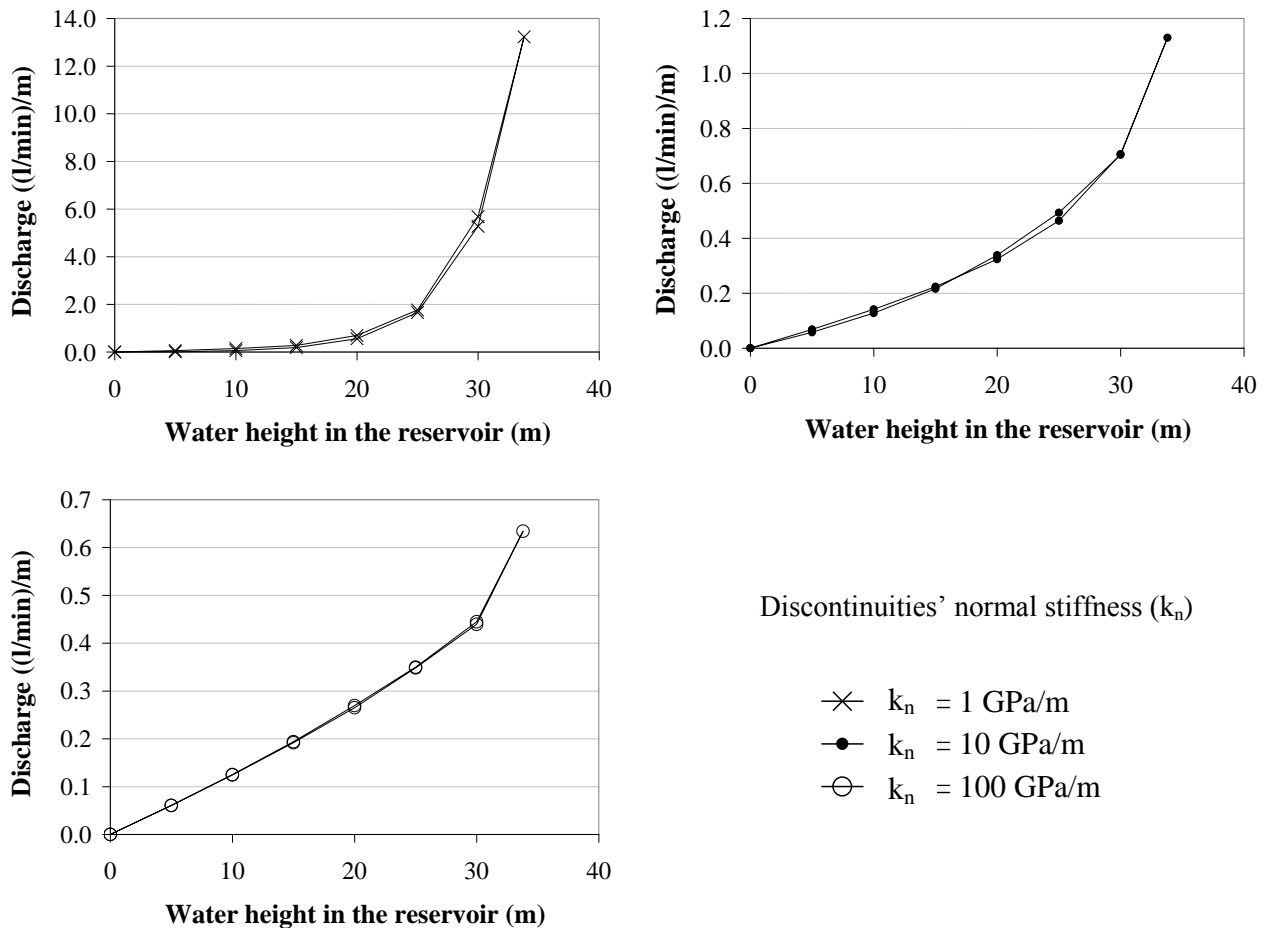 14.0
12.0
10.0
8.0
6.0
4.0
2.0
0.0
0 10 20 30 40
Discharge ((l/min)/m)
Water height in the reservoir (m)
1.2
1.0
0.8
0.6
0.4
0.2
0.0
0 10 20 30 40
Discharge ((l/min)/m)
Water height in the reservoir (m)
0.7
0.6
0.5
0.4
0.3
0.2
0.1
0.0
0 10 20 30 40
Discharge ((l/min)/m)
Water height in the reservoir (m)
Discontinuities’ normal stiffness (kn)
kn = 1 GPa/m
kn = 10 GPa/m
kn = 100 GPa/m